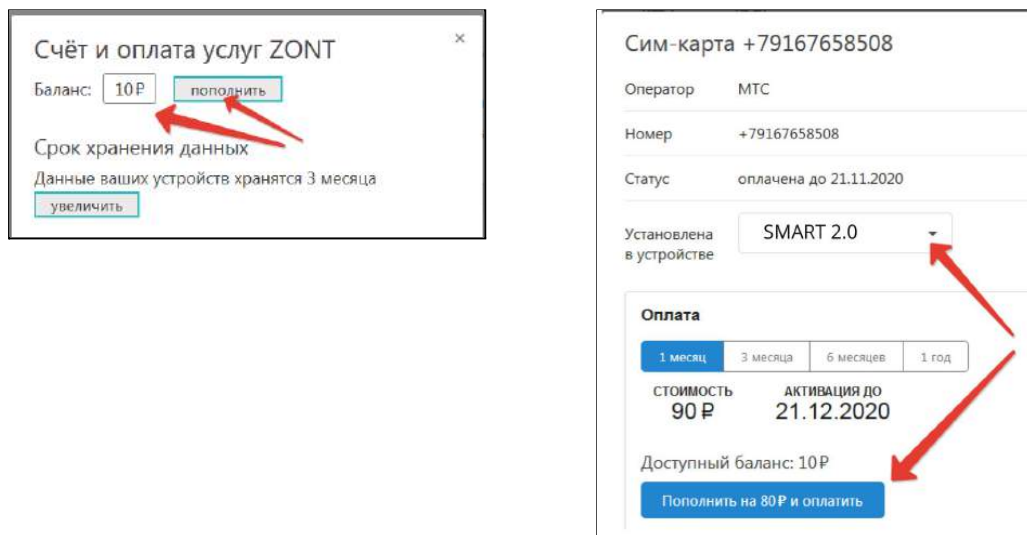 Счёт и оплата услуг ZONT
×
Баланс: 10 ₽ пополнить
Срок хранения данных
Данные ваших устройств хранятся 3 месяца
увеличить
Сим-карта +79167658508
Оператор МТС
Номер +79167658508
Статус оплачена до 21.11.2020
Установлена
в устройстве
SMART 2.0
Оплата
1 месяц 3 месяца 6 месяцев 1 год
СТОИМОСТЬ АКТИВАЦИЯ ДО
90 ₽ 21.12.2020
Доступный баланс: 10 ₽
Пополнить на 80 ₽ и оплатить